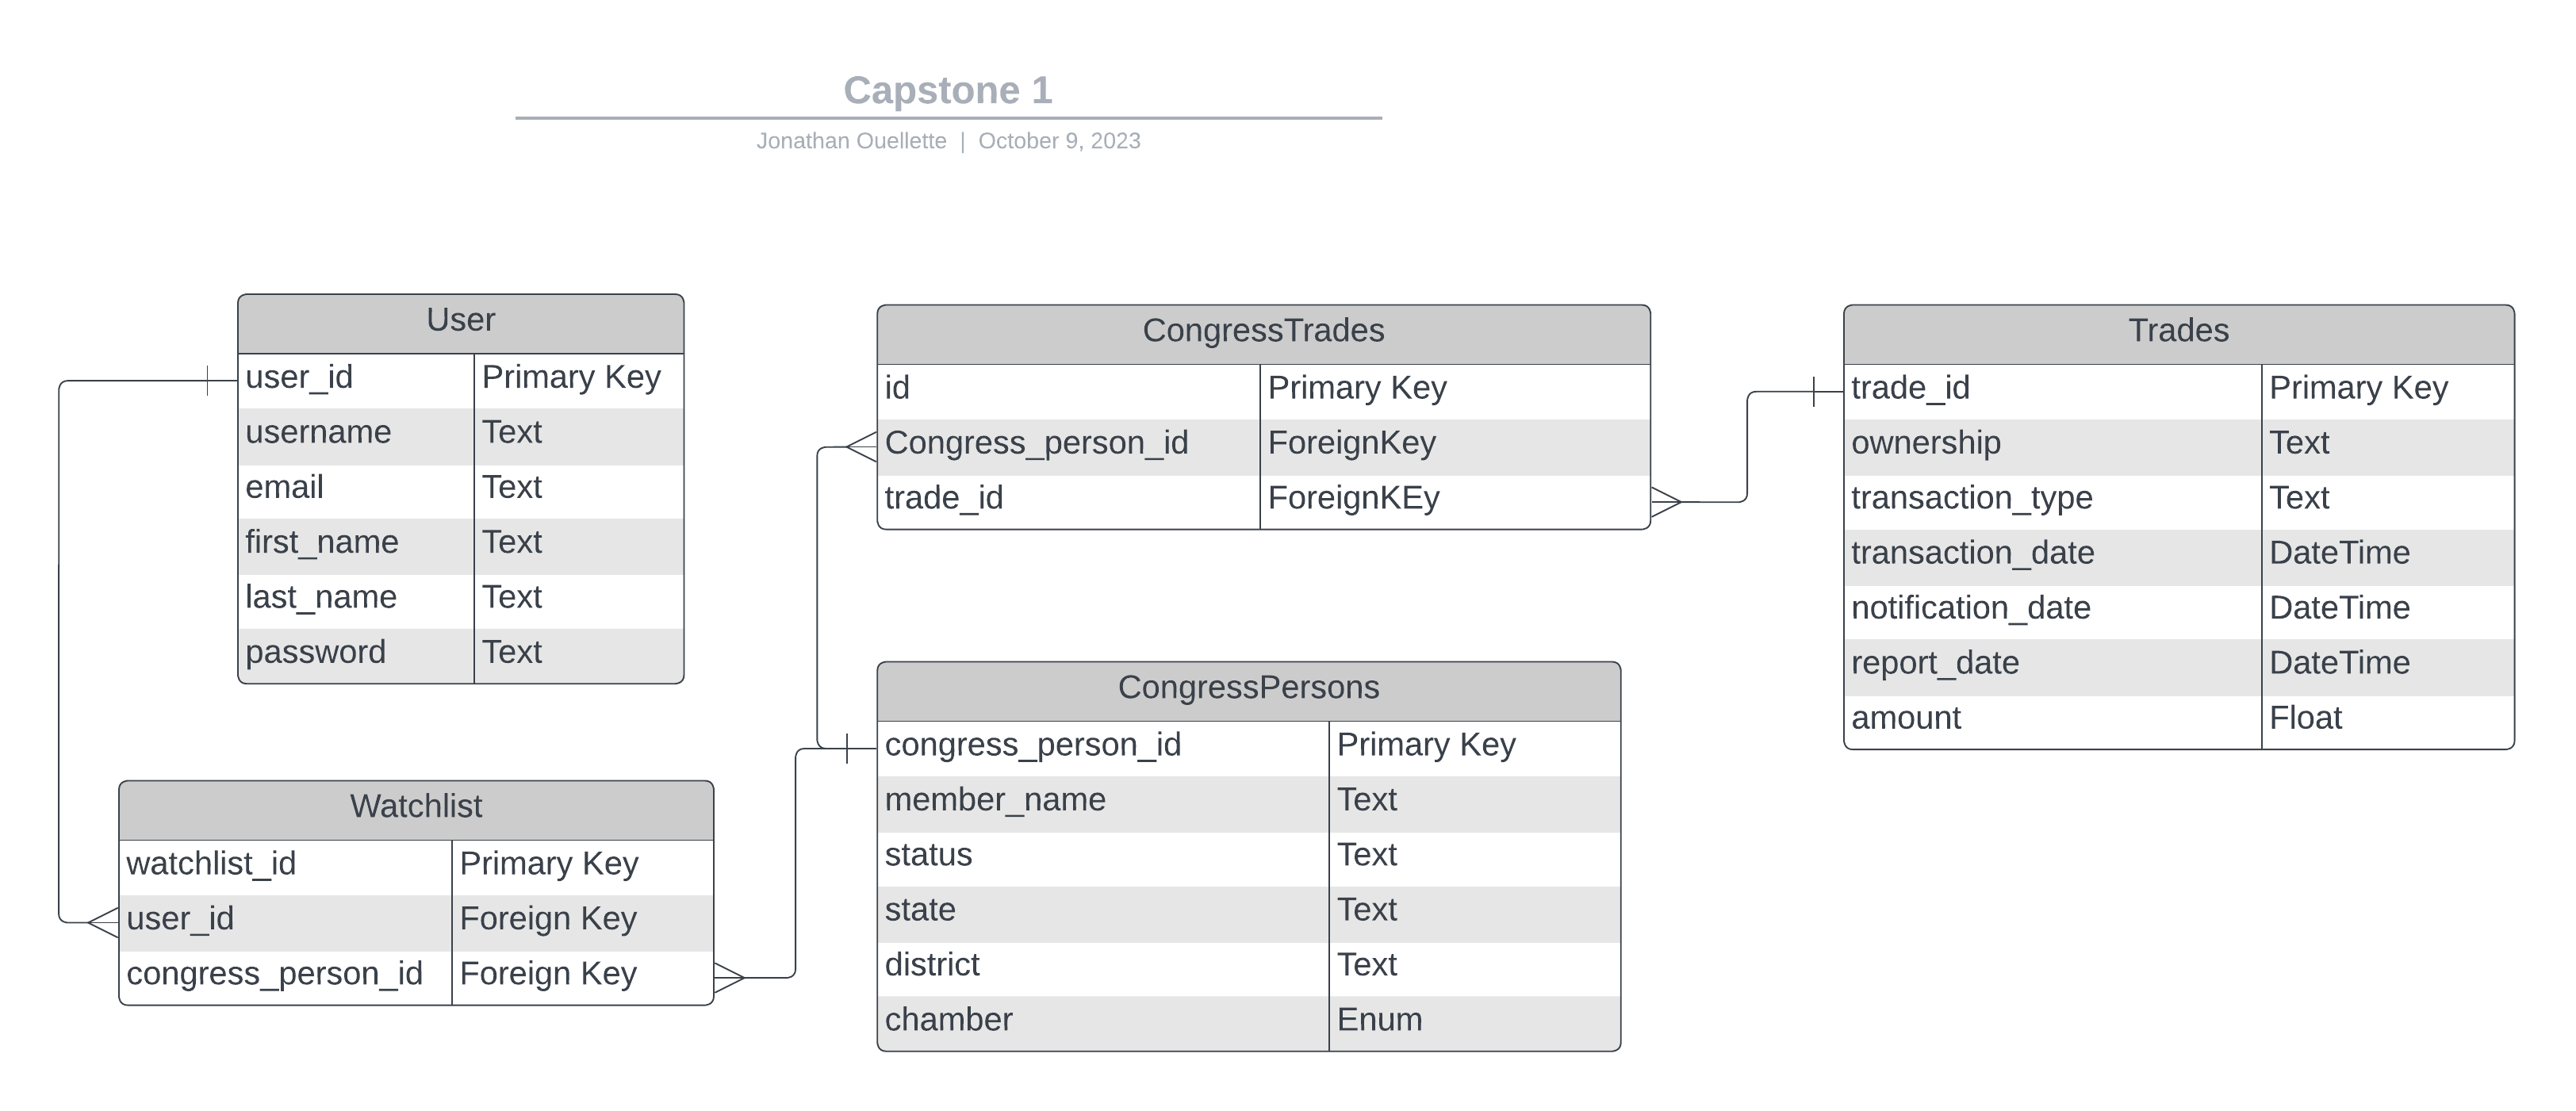 Capstone 1
Jonathan Ouellette | October 9, 2023
User
user_id Primary Key
username Text
email Text
first_name Text
last_name Text
password Text
Watchlist
watchlist_id Primary Key
user_id Foreign Key
congress_person_id Foreign Key
CongressTrades
id Primary Key
Congress_person_id ForeignKey
trade_id ForeignKEy
CongressPersons
congress_person_id Primary Key
member_name Text
status Text
state Text
district Text
chamber Enum
Trades
trade_id Primary Key
ownership Text
transaction_type Text
transaction_date DateTime
notification_date DateTime
report_date DateTime
amount Float